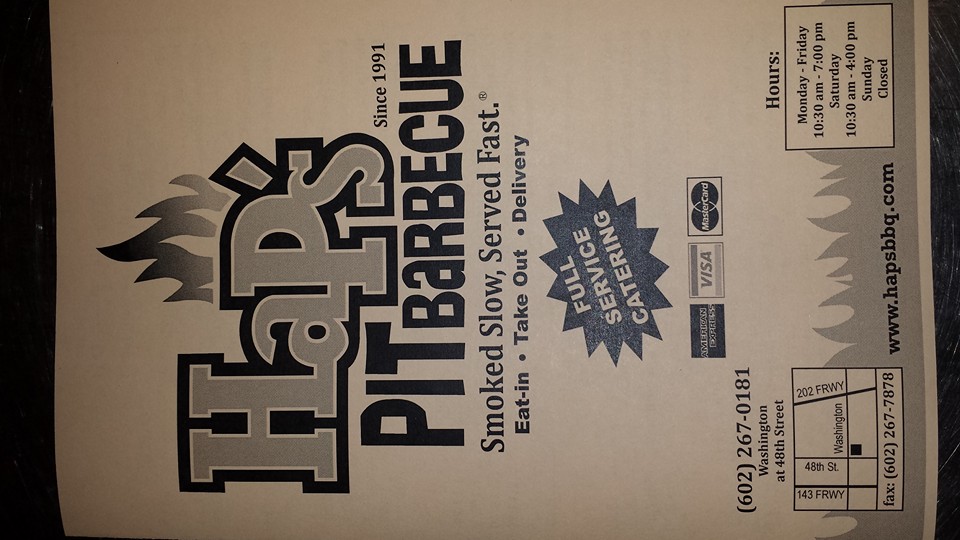 HaP's
Since 1991
PIT BaRBECUE
Smoked Slow, Served Fast.®
Eat-in • Take Out • Delivery
FULL
SERVICE
CATERING
AMERICAN
EXPRESS
VISA
MasterCard
(602) 267-0181
Washington
at 48th Street
202 FRWY
Washington
48th St.
143 FRWY
fax: (602) 267-7878
www.hapsbbq.com
Hours:
Monday - Friday
10:30 am - 7:00 pm
Saturday
10:30 am - 4:00 pm
Sunday
Closed